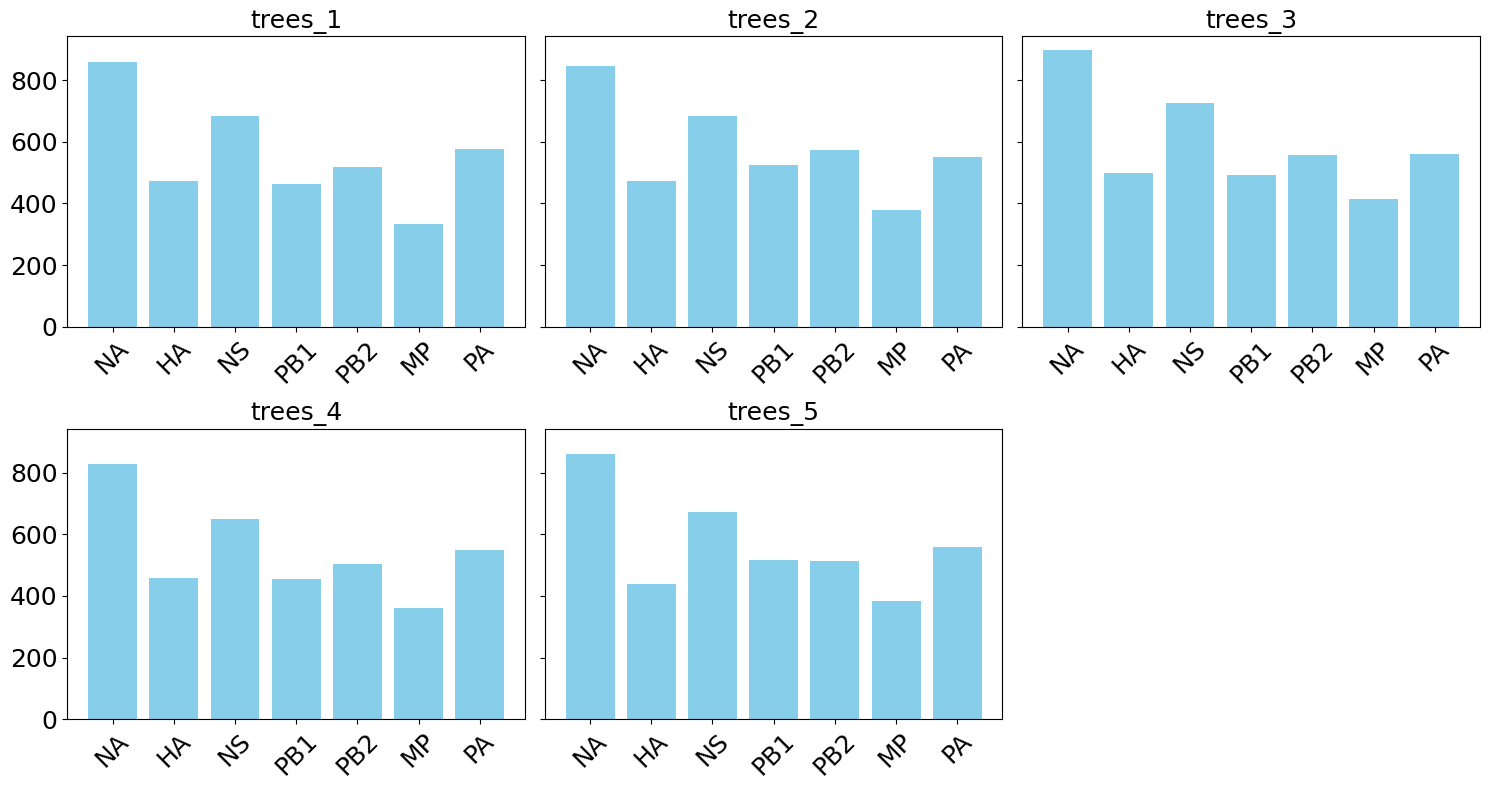 trees_1 trees_2 trees_3
800
600
400
200
0
NA HA NS PB1 PB2 MP PA NA HA NS PB1 PB2 MP PA NA HA NS PB1 PB2 MP PA
trees_4 trees_5
800
600
400
200
0
NA HA NS PB1 PB2 MP PA NA HA NS PB1 PB2 MP PA